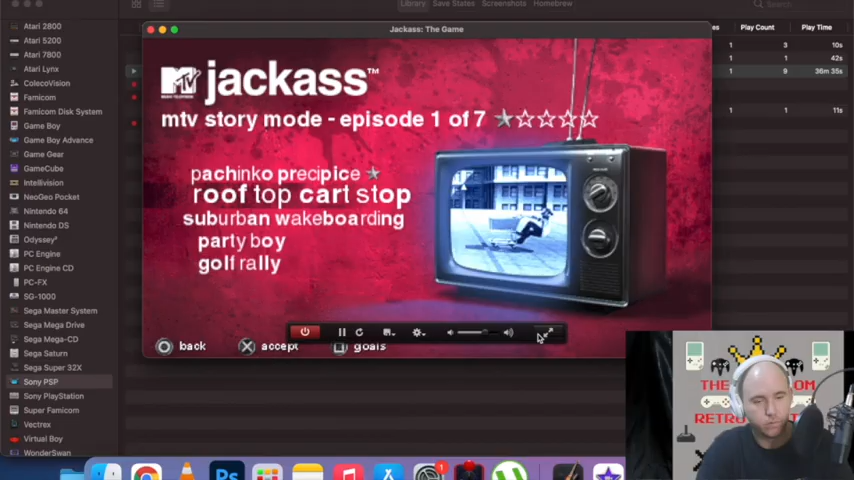 Library Save States Screenshots Homebrew
Search
Atari 2600
Atari 5200
Atari 7800
Atari Lynx
ColecoVision
Famicom
Famicom Disk System
Game Boy
Game Boy Advance
Game Gear
GameCube
Intellivision
NeoGeo Pocket
Nintendo 64
Nintendo DS
Odyssey²
PC Engine
PC Engine CD
PC-FX
SG-1000
Sega Master System
Sega Mega Drive
Sega Mega-CD
Sega Saturn
Sega Super 32X
Sony PSP
Sony PlayStation
Super Famicom
Vectrex
Virtual Boy
WonderSwan
Play Count Play Time
1 3 10s
1 1 42s
1 9 36m 35s
1 1 11s
Jackass: The Game
MTV
MUSIC TELEVISION
jackass™
mtv story mode - episode 1 of 7
pachinko precipice
roof top cart stop
suburban wakeboarding
party boy
golf rally
back
accept
goals
Ps
1